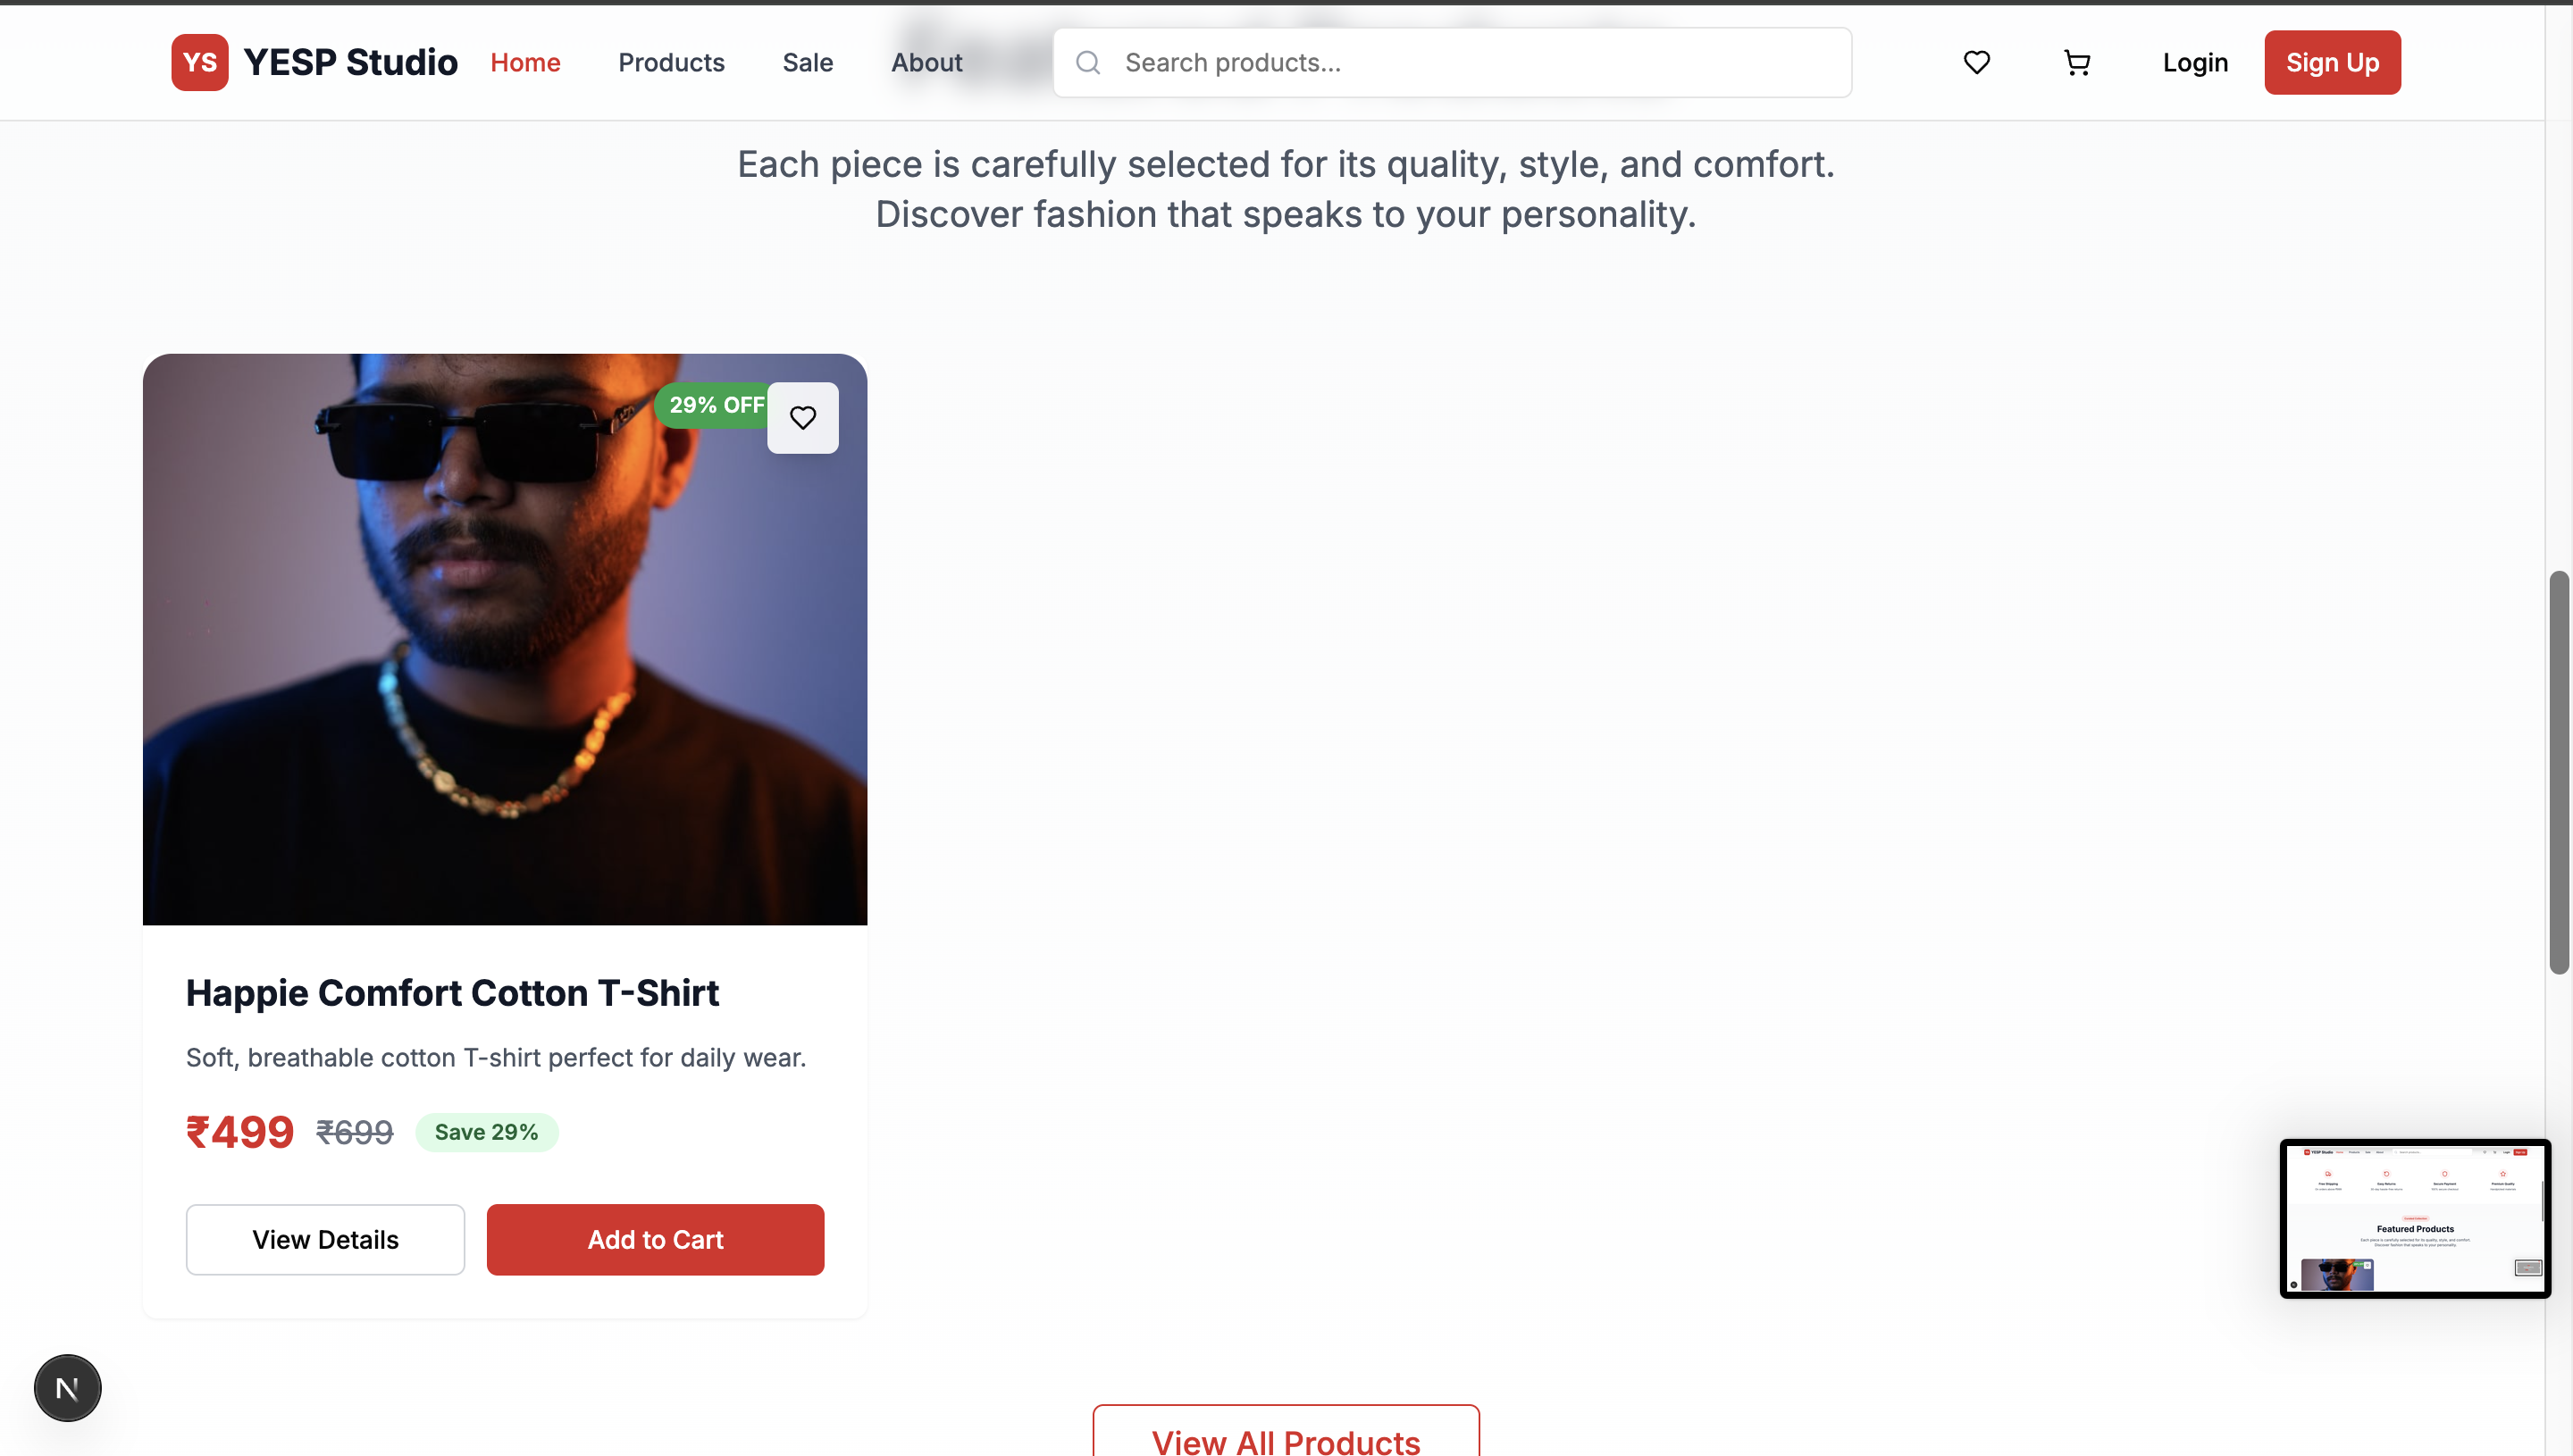 YS YESP Studio Home Products Sale About Search products... Login Sign Up
Each piece is carefully selected for its quality, style, and comfort.
Discover fashion that speaks to your personality.
29% OFF
Happie Comfort Cotton T-Shirt
Soft, breathable cotton T-shirt perfect for daily wear.
₹499 ₹699 Save 29%
View Details Add to Cart
Featured Products
N
View All Products